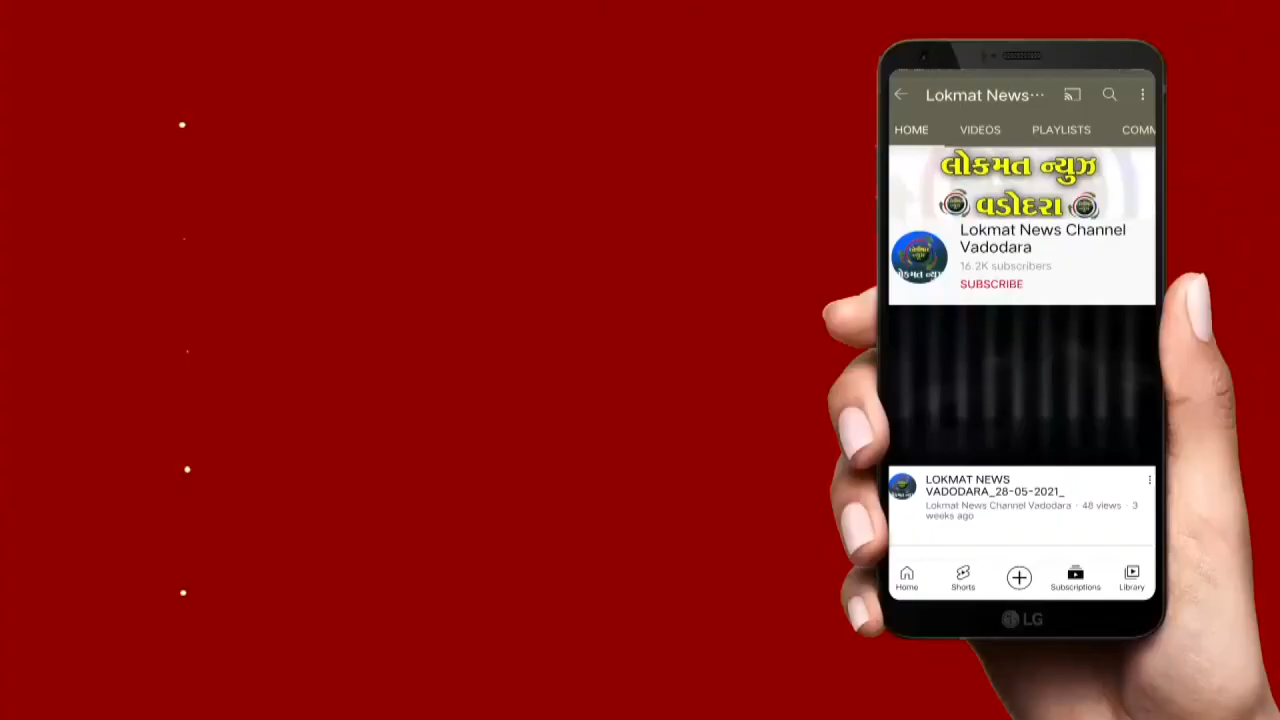 Lokmat News···
HOME VIDEOS PLAYLISTS COMM
લોકમત ન્યુઝ
વડોદરા
Lokmat News Channel
Vadodara
16.2K subscribers
SUBSCRIBE
લોકમત ન્યુઝ
LOKMAT NEWS
VADODARA_28-05-2021_
Lokmat News Channel Vadodara · 48 views · 3
weeks ago
Home Shorts Subscriptions Library
LG